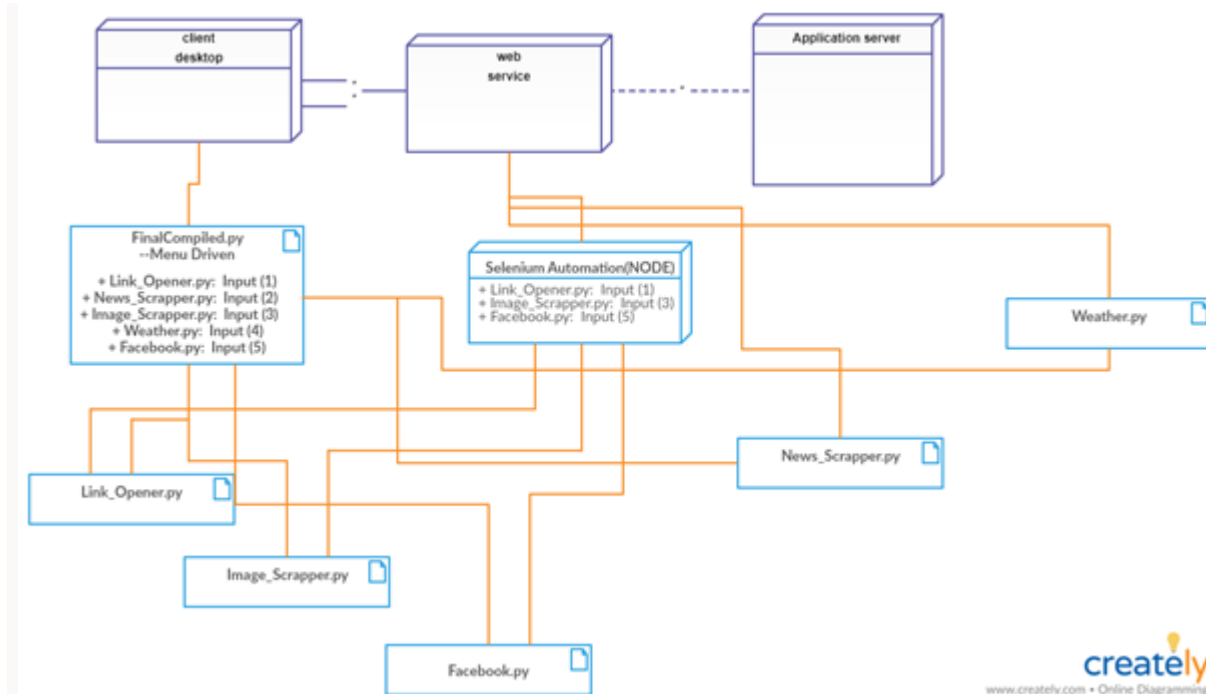 client
desktop
web
service
Application server
*
*
*
FinalCompiled.py
--Menu Driven
+ Link_Opener.py: Input (1)
+ News_Scrapper.py: Input (2)
+ Image_Scrapper.py: Input (3)
+ Weather.py: Input (4)
+ Facebook.py: Input (5)
Selenium Automation(NODE)
+ Link_Opener.py: Input (1)
+ Image_Scrapper.py: Input (3)
+ Facebook.py: Input (5)
Weather.py
News_Scrapper.py
Link_Opener.py
Image_Scrapper.py
Facebook.py
creately
www.creately.com • Online Diagramming